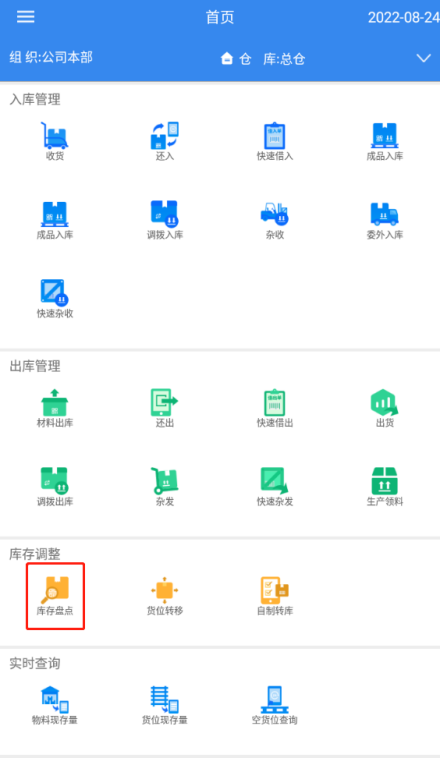 首页 2022-08-24
组 织:公司本部 仓 库:总仓
入库管理
收货 还入 快速借入 成品入库
成品入库 调拨入库 杂收 委外入库
快速杂收
出库管理
材料出库 还出 快速借出 出货
调拨出库 杂发 快速杂发 生产领料
库存调整
库存盘点 货位转移 自制转库
实时查询
物料现存量 货位现存量 空货位查询